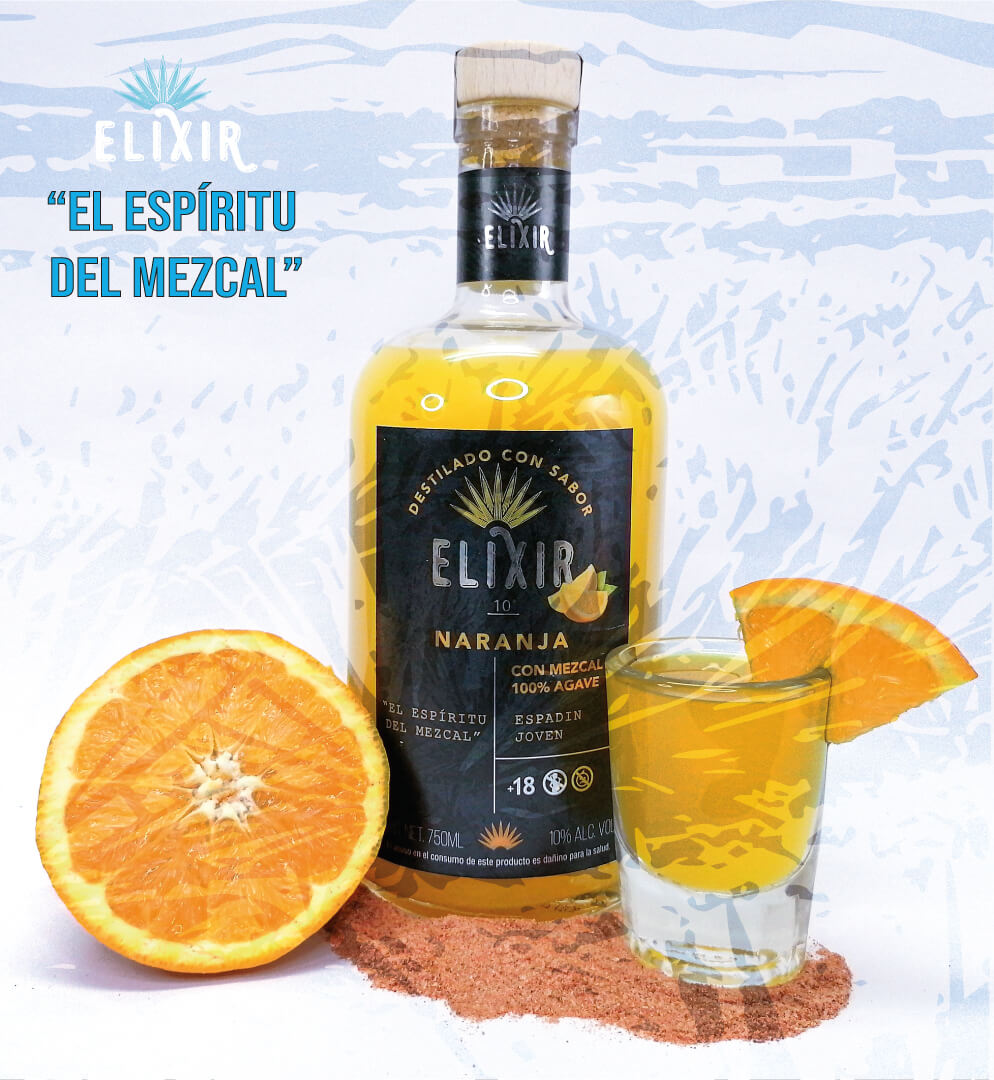 ELIXIR
“EL ESPÍRITU
DEL MEZCAL”
ELIXIR
DESTILADO CON SABOR
ELIXIR
10°
NARANJA
CON MEZCAL
100% AGAVE
"EL ESPÍRITU
DEL MEZCAL"
ESPADIN
JOVEN
+18
NET. 750ML
10% ALC. VOL
en el consumo de este producto es dañino para la salud.